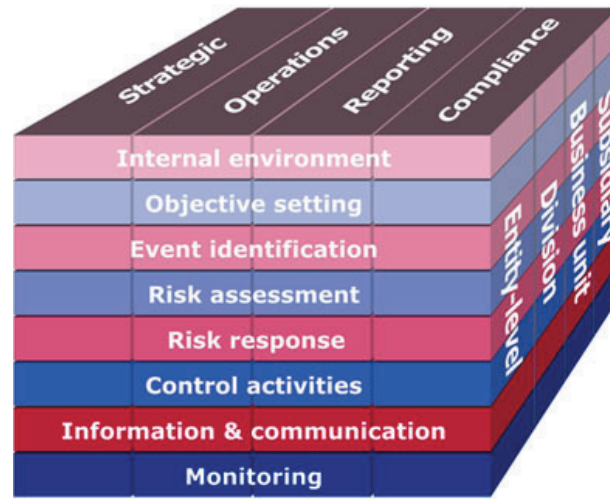 Strategic
Operations
Reporting
Compliance
Internal environment
Objective setting
Event identification
Risk assessment
Risk response
Control activities
Information & communication
Monitoring
Entity-level
Division
Business unit
Subsidiary